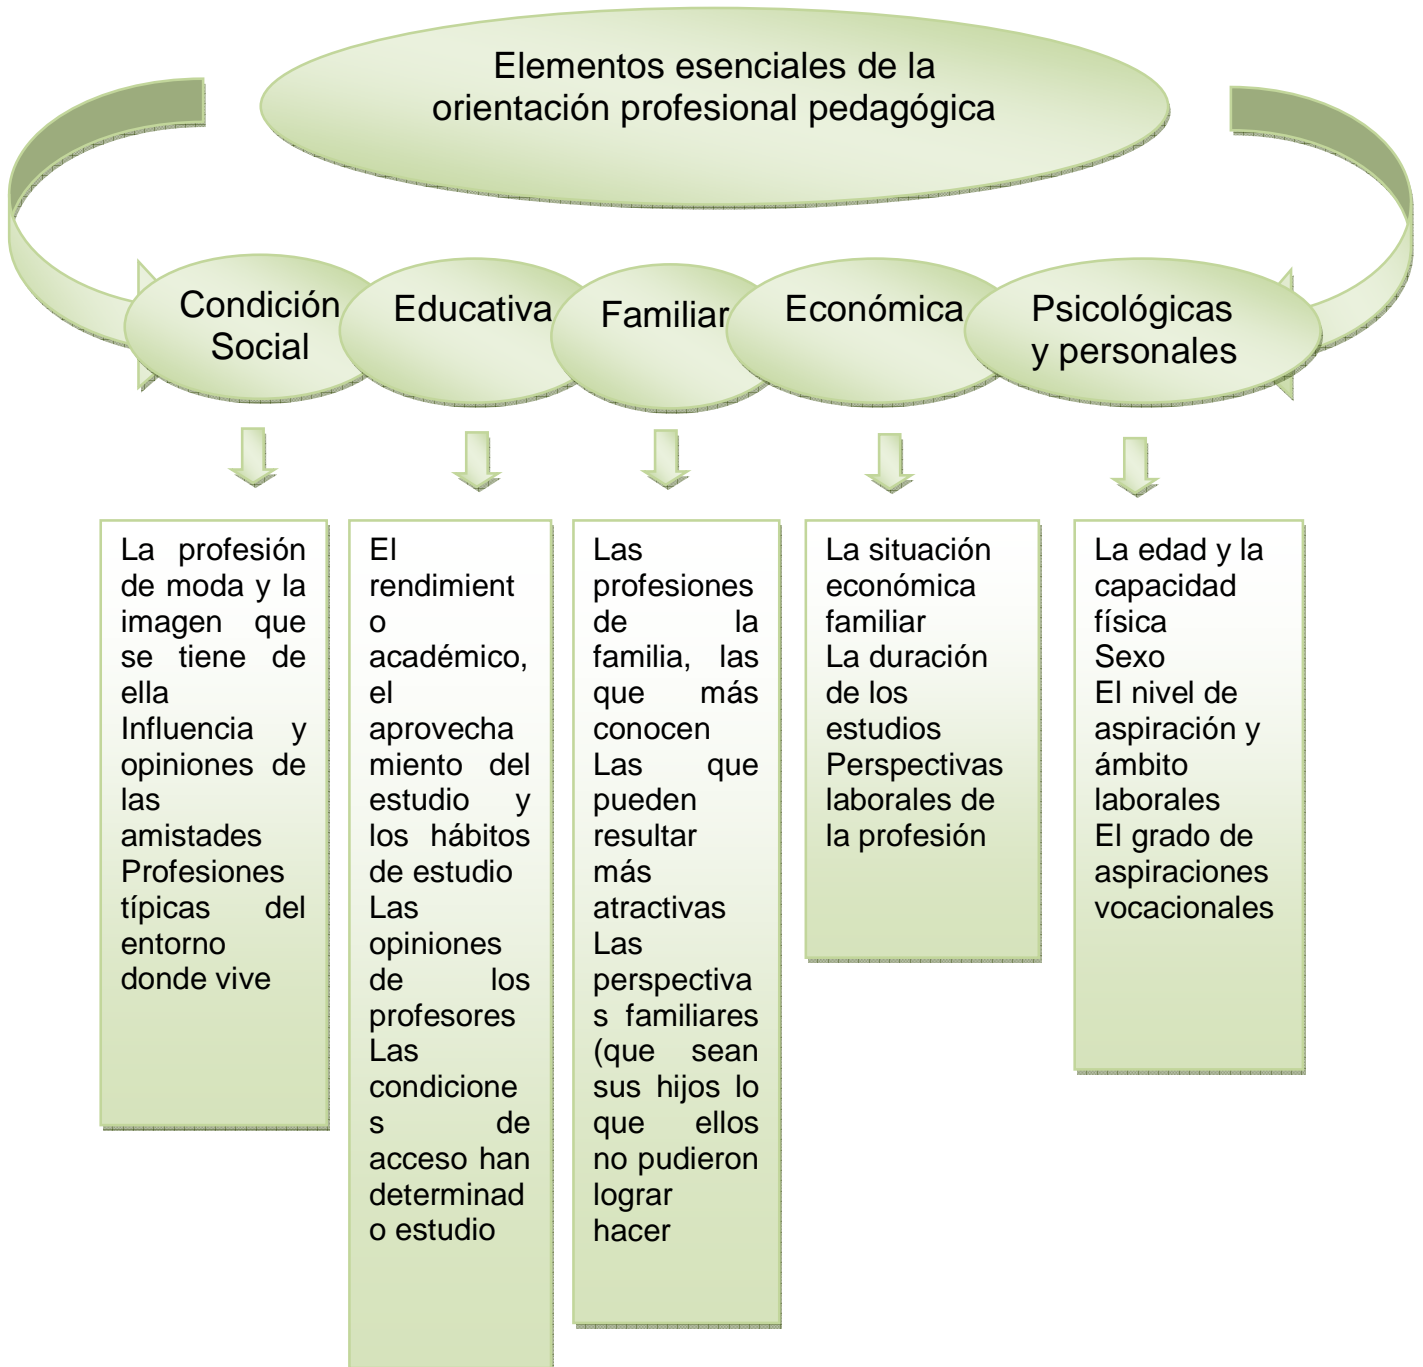 Elementos esenciales de la
orientación profesional pedagógica
Condición
Social
Educativa
Familiar
Económica
Psicológicas
y personales
La profesión
de moda y la
imagen que
se tiene de
ella
Influencia y
opiniones de
las
amistades
Profesiones
típicas del
entorno
donde vive
El
rendimient
o
académico,
el
aprovecha
miento del
estudio y
los hábitos
de estudio
Las
opiniones
de los
profesores
Las
condicione
s de
acceso han
determinad
o estudio
Las
profesiones
de la
familia, las
que más
conocen
Las que
pueden
resultar
más
atractivas
Las
perspectiva
s familiares
(que sean
sus hijos lo
que ellos
no pudieron
lograr
hacer
La situación
económica
familiar
La duración
de los
estudios
Perspectivas
laborales de
la profesión
La edad y la
capacidad
física
Sexo
El nivel de
aspiración y
ámbito
laborales
El grado de
aspiraciones
vocacionales